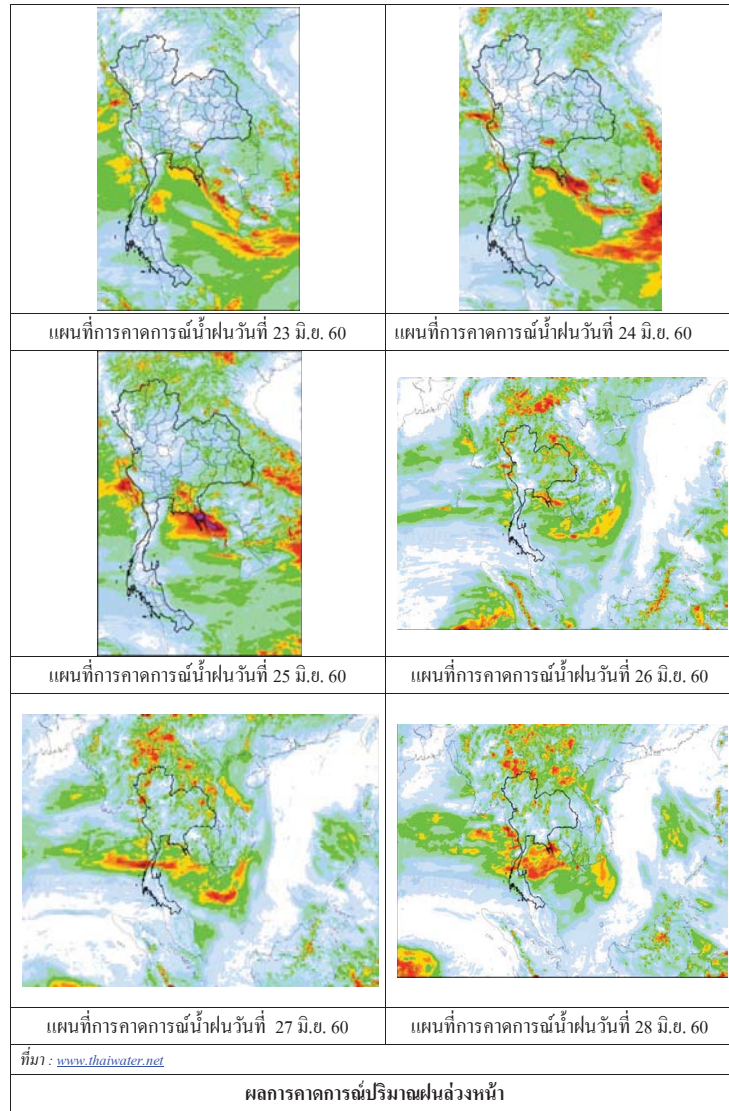 แผนที่การคาดการณ์น้ำฝนวันที่ 23 มิ.ย. 60
แผนที่การคาดการณ์น้ำฝนวันที่ 24 มิ.ย. 60
แผนที่การคาดการณ์น้ำฝนวันที่ 25 มิ.ย. 60
แผนที่การคาดการณ์น้ำฝนวันที่ 26 มิ.ย. 60
แผนที่การคาดการณ์น้ำฝนวันที่ 27 มิ.ย. 60
แผนที่การคาดการณ์น้ำฝนวันที่ 28 มิ.ย. 60
ที่มา : www.thaiwater.net
ผลการคาดการณ์ปริมาณฝนล่วงหน้า